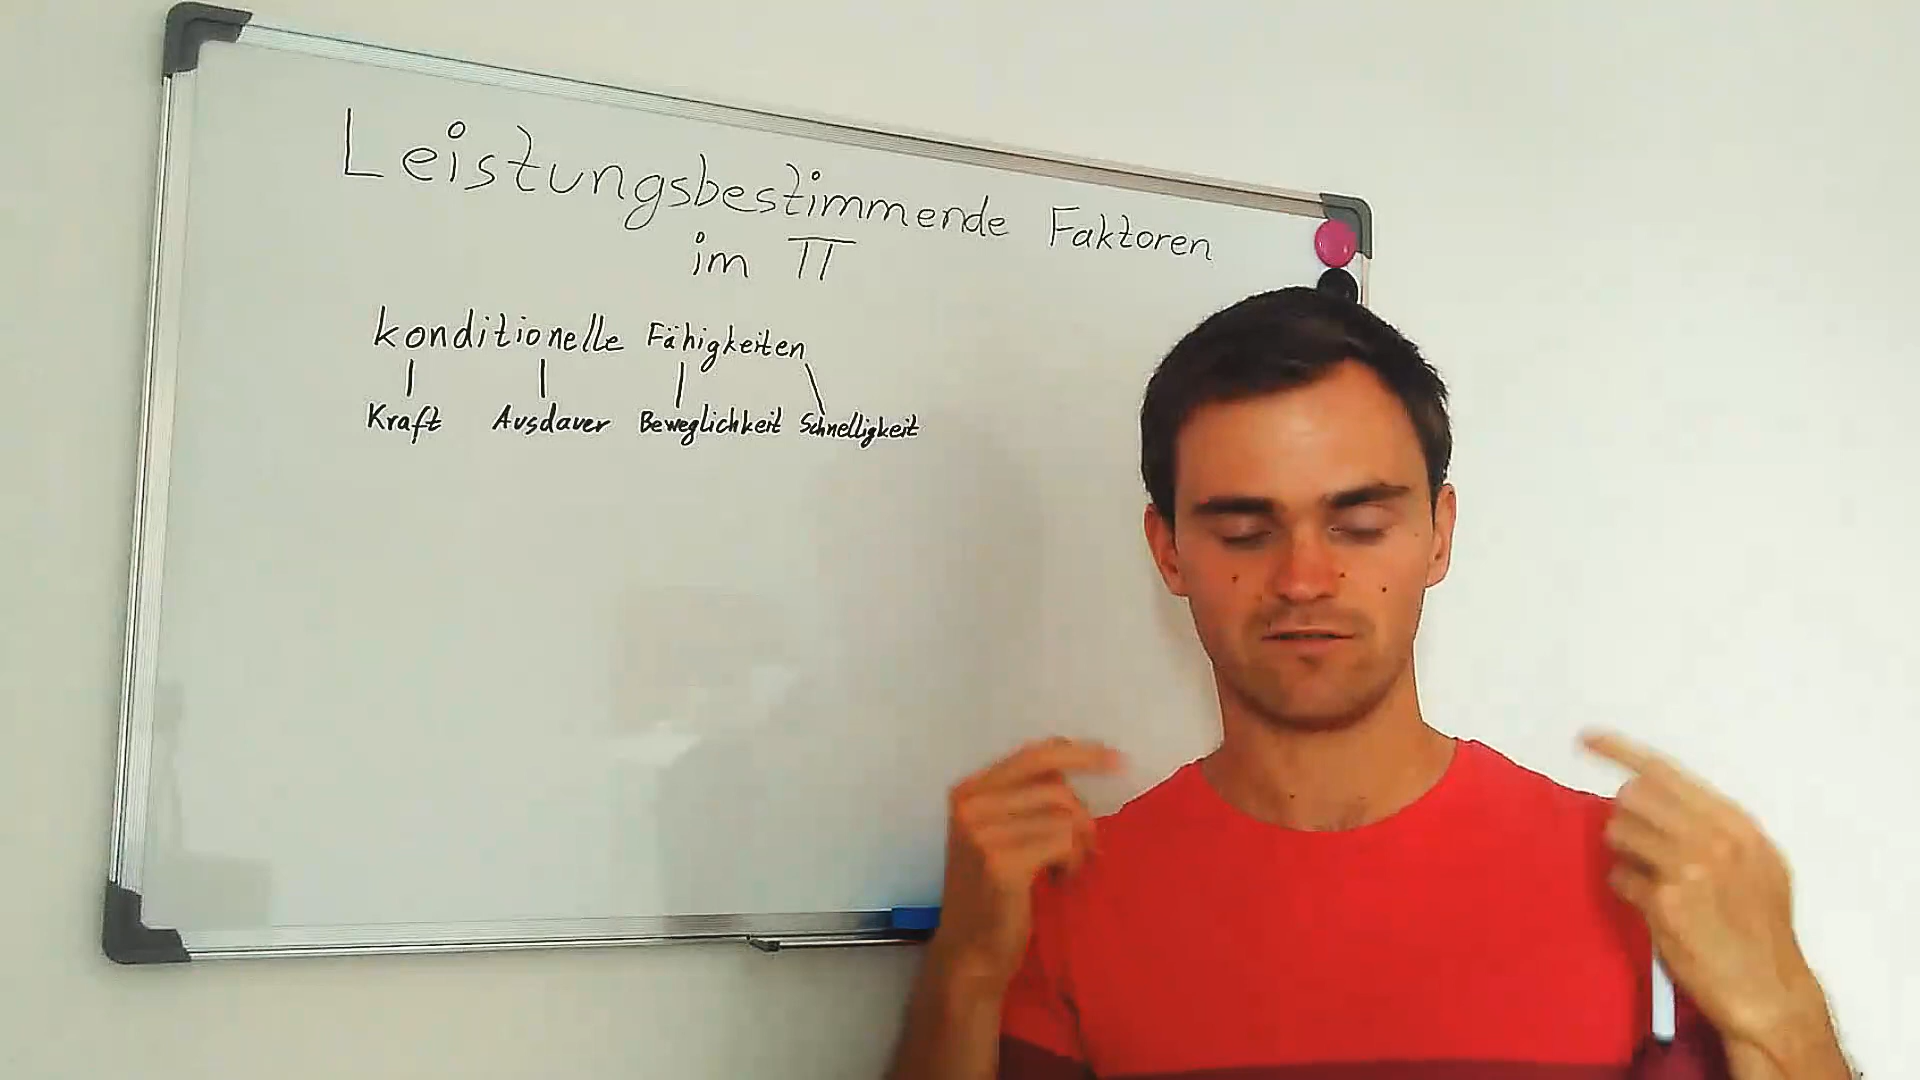 Leistungsbestimmende Faktoren
im TT
konditionelle Fähigkeiten
Kraft Ausdauer Beweglichkeit Schnelligkeit